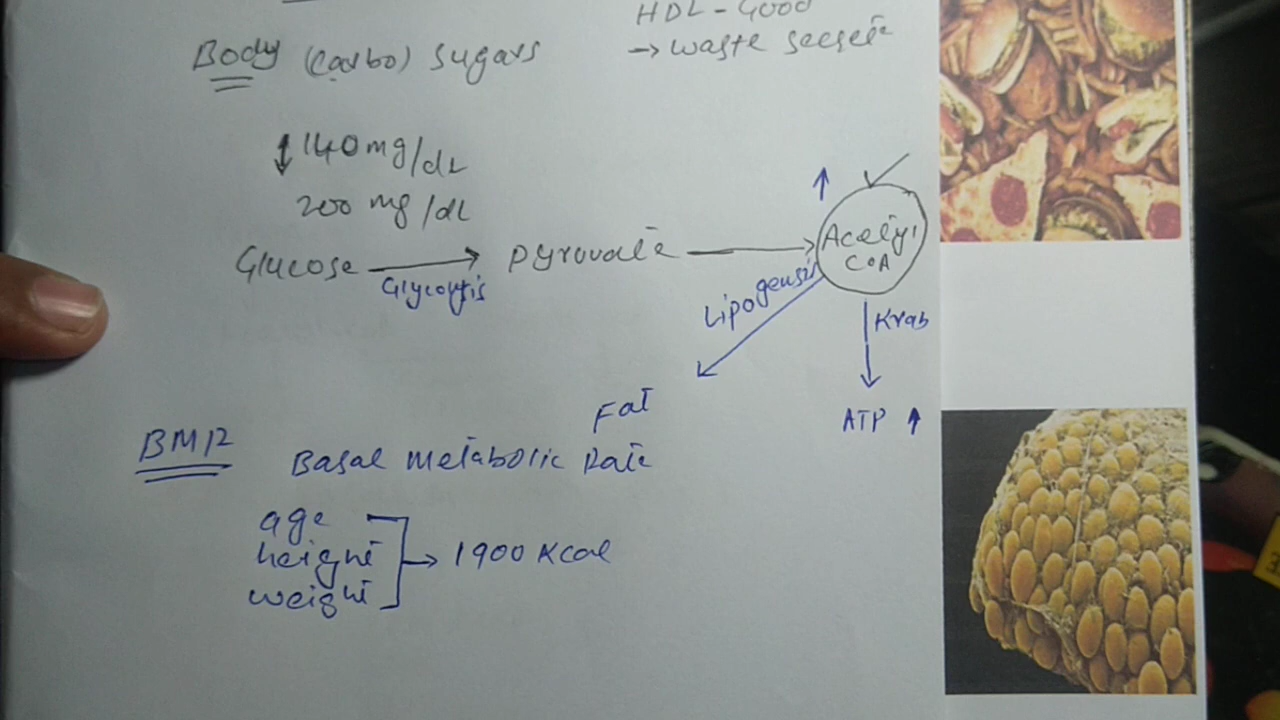 HDL - Good
Body (carbo) sugars
→ waste secrete
↓ 140 mg/dL
200 mg/dL
Glucose → pyruvate → Acetyl CoA ↑
Glycolysis
Lipogensis
Krab
Fat
ATP ↑
BMR Basal Metabolic Rate
age
height → 1900 Kcal
weight